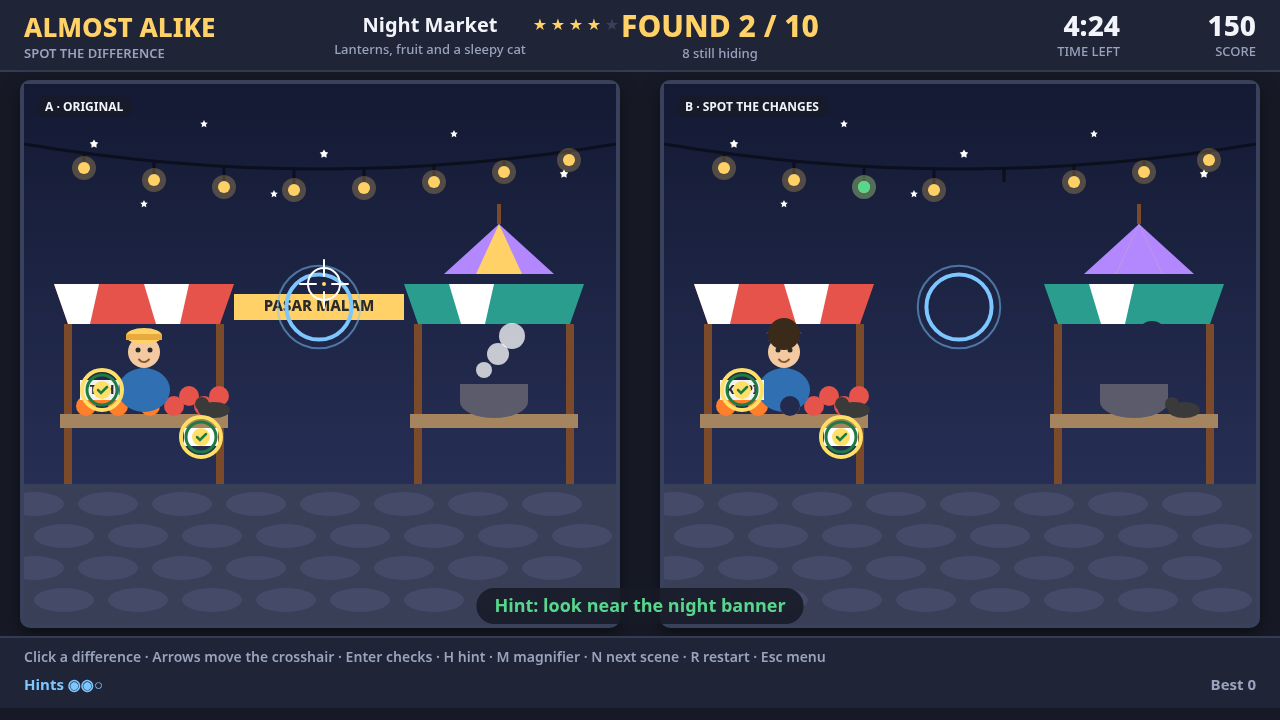 ALMOST ALIKE
SPOT THE DIFFERENCE
Night Market
Lanterns, fruit and a sleepy cat
★★★★★
FOUND 2 / 10
8 still hiding
4:24
TIME LEFT
150
SCORE
A · ORIGINAL
B · SPOT THE CHANGES
PASAR MALAM
Hint: look near the night banner
Click a difference · Arrows move the crosshair · Enter checks · H hint · M magnifier · N next scene · R restart · Esc menu
Hints ◉◉○
Best 0